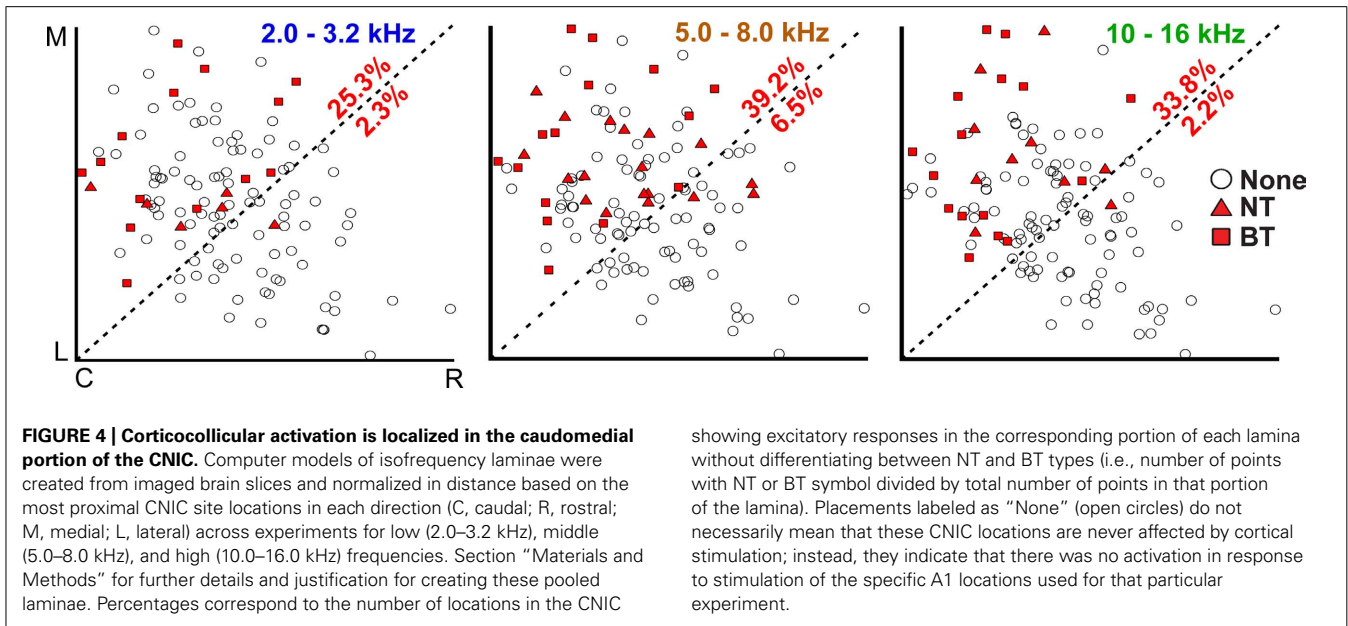 M
2.0 - 3.2 kHz
5.0 - 8.0 kHz
10 - 16 kHz
25.3%
2.3%
39.2%
6.5%
33.8%
2.2%
None
NT
BT
L
C
R
FIGURE 4 | Corticocollicular activation is localized in the caudomedial
portion of the CNIC. Computer models of isofrequency laminae were
created from imaged brain slices and normalized in distance based on the
most proximal CNIC site locations in each direction (C, caudal; R, rostral;
M, medial; L, lateral) across experiments for low (2.0–3.2 kHz), middle
(5.0–8.0 kHz), and high (10.0–16.0 kHz) frequencies. Section "Materials and
Methods" for further details and justification for creating these pooled
laminae. Percentages correspond to the number of locations in the CNIC
showing excitatory responses in the corresponding portion of each lamina
without differentiating between NT and BT types (i.e., number of points
with NT or BT symbol divided by total number of points in that portion
of the lamina). Placements labeled as "None" (open circles) do not
necessarily mean that these CNIC locations are never affected by cortical
stimulation; instead, they indicate that there was no activation in response
to stimulation of the specific A1 locations used for that particular
experiment.